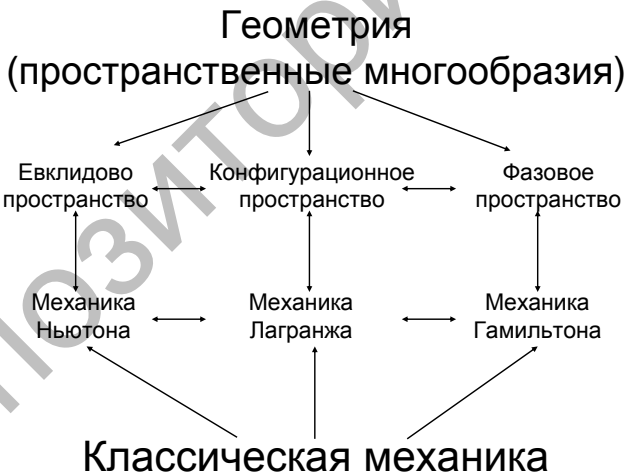 Геометрия
(пространственные многообразия)
Евклидово Конфигурационное Фазовое
пространство пространство пространство
Механика Механика Механика
Ньютона Лагранжа Гамильтона
Классическая механика